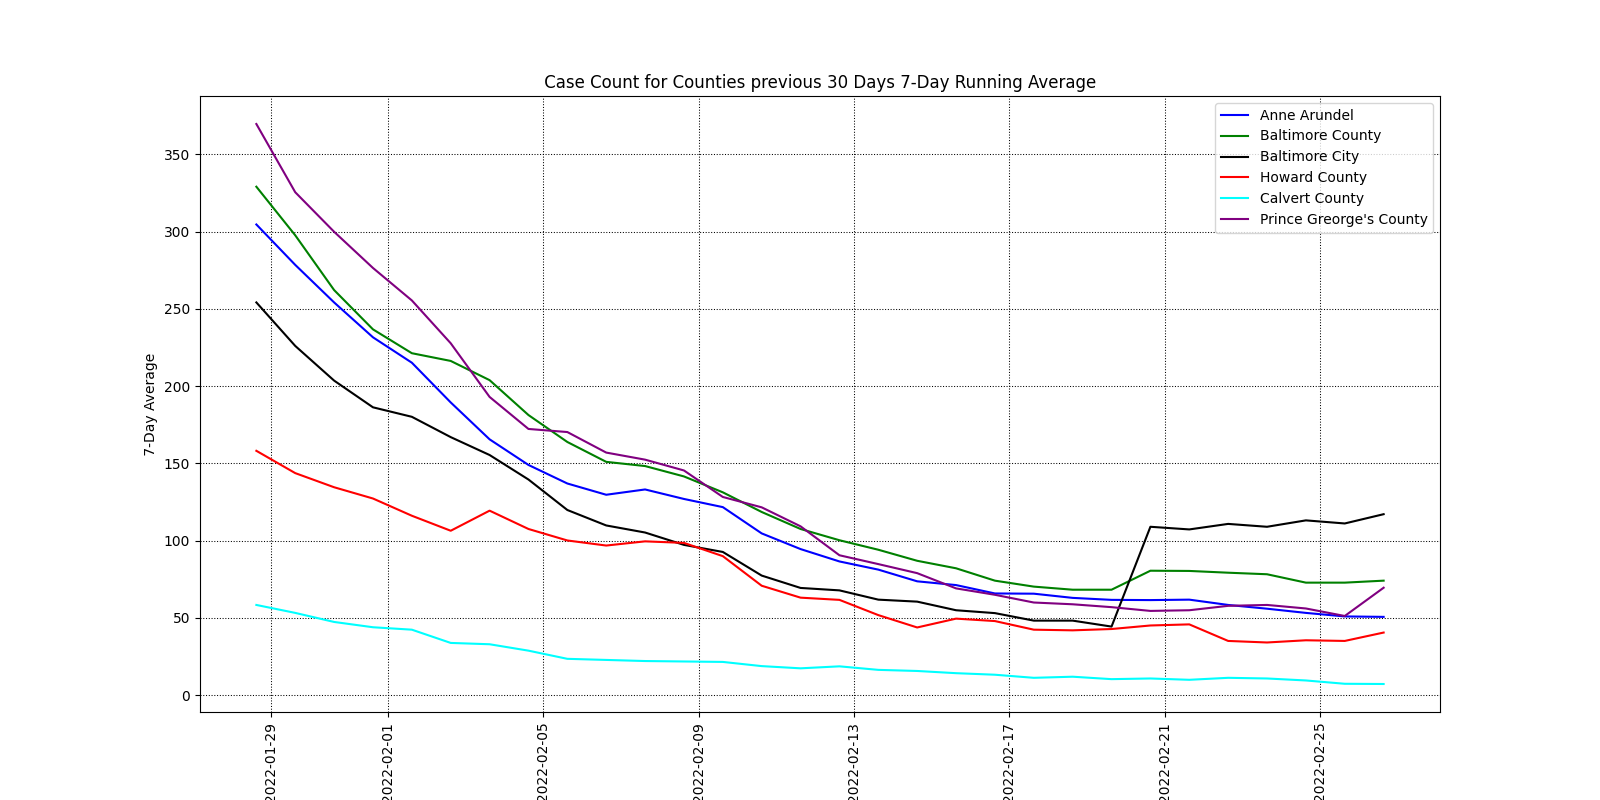 Case Count for Counties previous 30 Days 7-Day Running Average
Anne Arundel
Baltimore County
Baltimore City
Howard County
Calvert County
Prince Greorge's County
7-Day Average
350
300
250
200
150
100
50
0
2022-01-29
2022-02-01
2022-02-05
2022-02-09
2022-02-13
2022-02-17
2022-02-21
2022-02-25